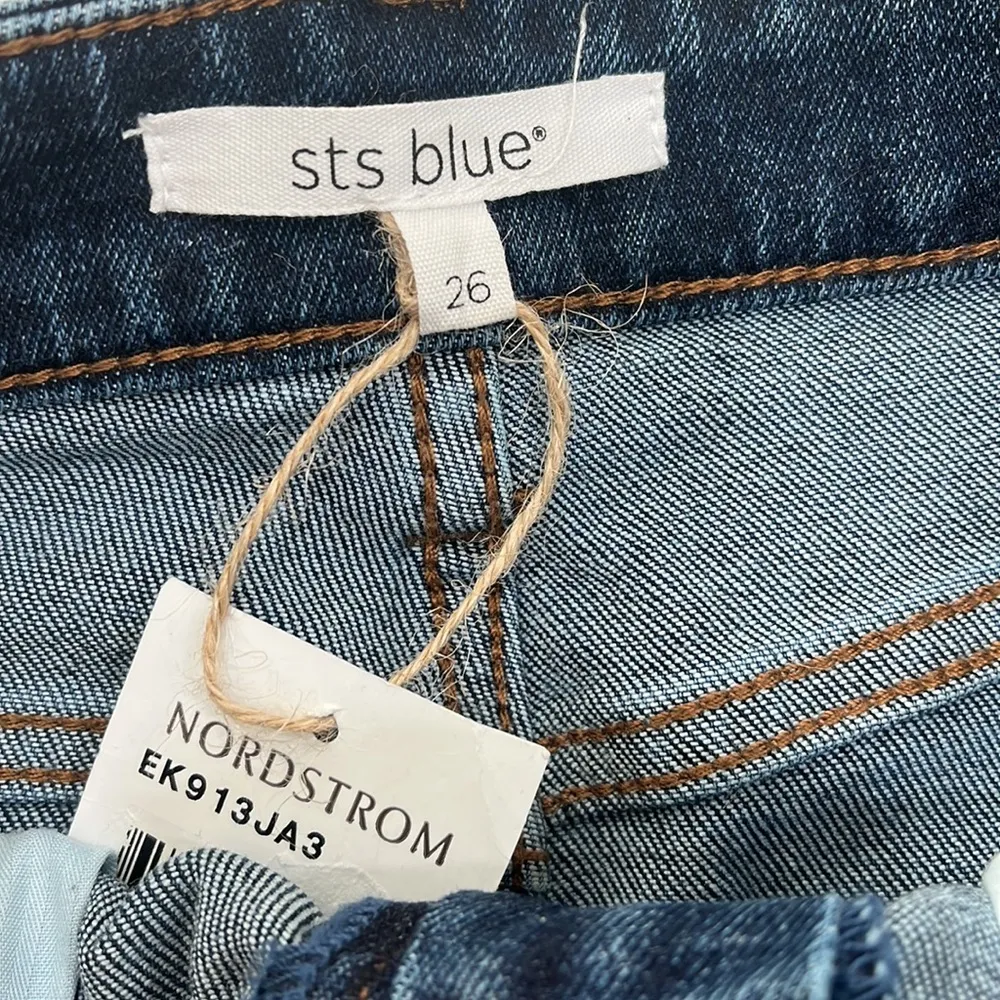 sts blue®
26
NORDSTROM
EK913JA3